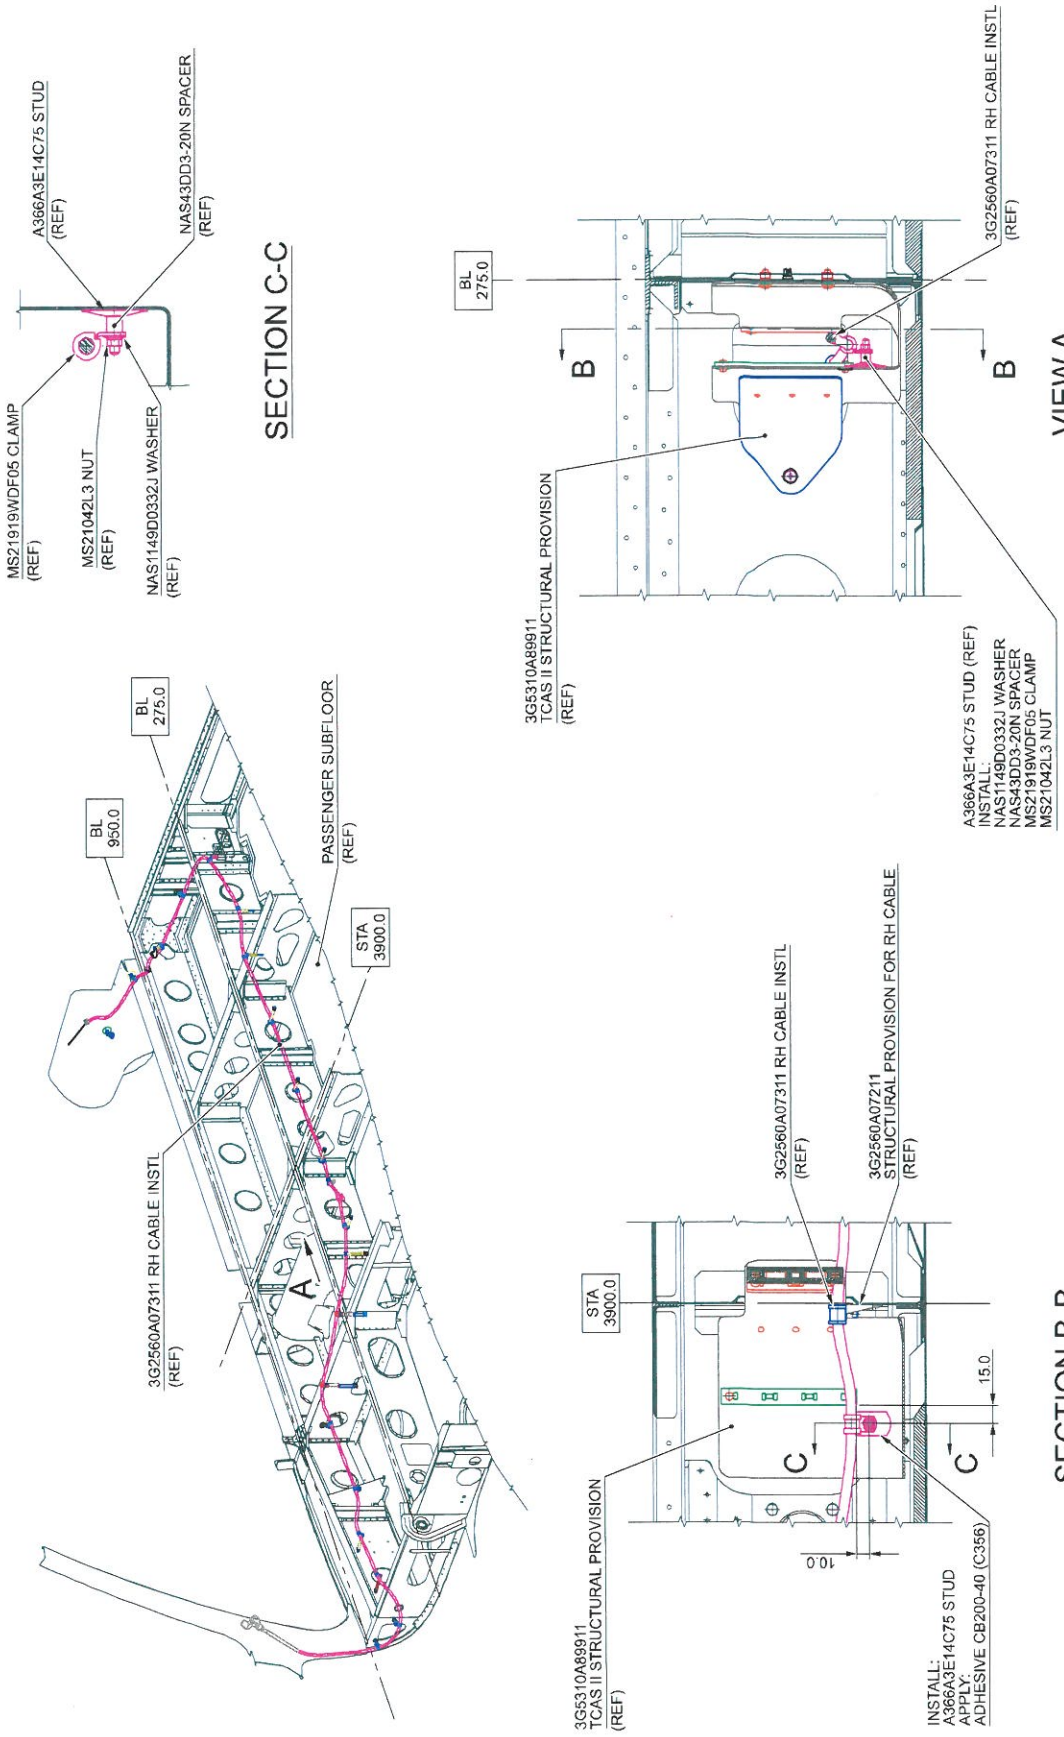 BL
950.0
BL
275.0
3G2560A07311 RH CABLE INSTL
(REF)
A
PASSENGER SUBFLOOR
(REF)
STA
3900.0
MS21919WDF05 CLAMP
(REF)
MS21042L3 NUT
(REF)
NAS1149D0332J WASHER
(REF)
A366A3E14C75 STUD
(REF)
NAS43DD3-20N SPACER
(REF)
SECTION C-C
3G5310A89911
TCAS II STRUCTURAL PROVISION
(REF)
STA
3900.0
3G2560A07311 RH CABLE INSTL
(REF)
3G2560A07211
STRUCTURAL PROVISION FOR RH CABLE
(REF)
C
C
15.0
10.0
INSTALL:
A366A3E14C75 STUD
APPLY:
ADHESIVE CB200-40 (C356)
SECTION B-B
3G5310A89911
TCAS II STRUCTURAL PROVISION
(REF)
BL
275.0
B
B
3G2560A07311 RH CABLE INSTL
(REF)
A366A3E14C75 STUD (REF)
INSTALL:
NAS1149D0332J WASHER
NAS43DD3-20N SPACER
MS21919WDF05 CLAMP
MS21042L3 NUT
VIEW A